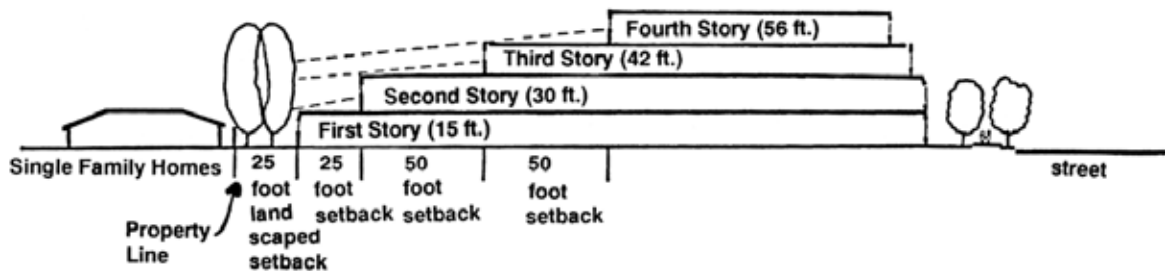 Fourth Story (56 ft.)
Third Story (42 ft.)
Second Story (30 ft.)
First Story (15 ft.)
Single Family Homes
25
foot
land
scaped
setback
25
foot
setback
50
foot
setback
50
foot
setback
street
Property
Line